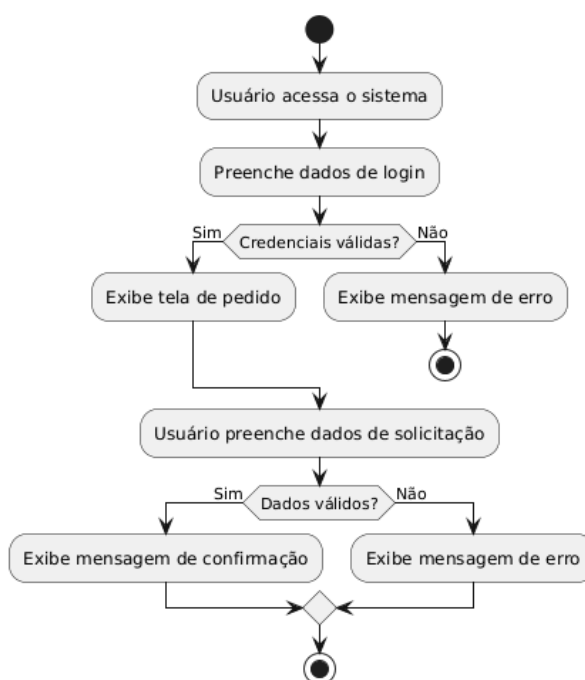 Usuário acessa o sistema
Preenche dados de login
Sim
Credenciais válidas?
Não
Exibe tela de pedido
Exibe mensagem de erro
Usuário preenche dados de solicitação
Sim
Dados válidos?
Não
Exibe mensagem de confirmação
Exibe mensagem de erro